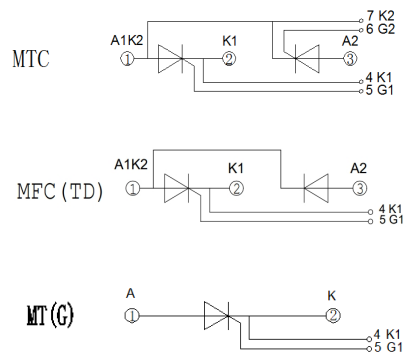 7 K2
6 G2
A1K2 K1 A2
MTC
① ② ③
4 K1
5 G1
A1K2 K1 A2
MFC(TD)
① ② ③
4 K1
5 G1
A K
MT(G)
① ②
4 K1
5 G1